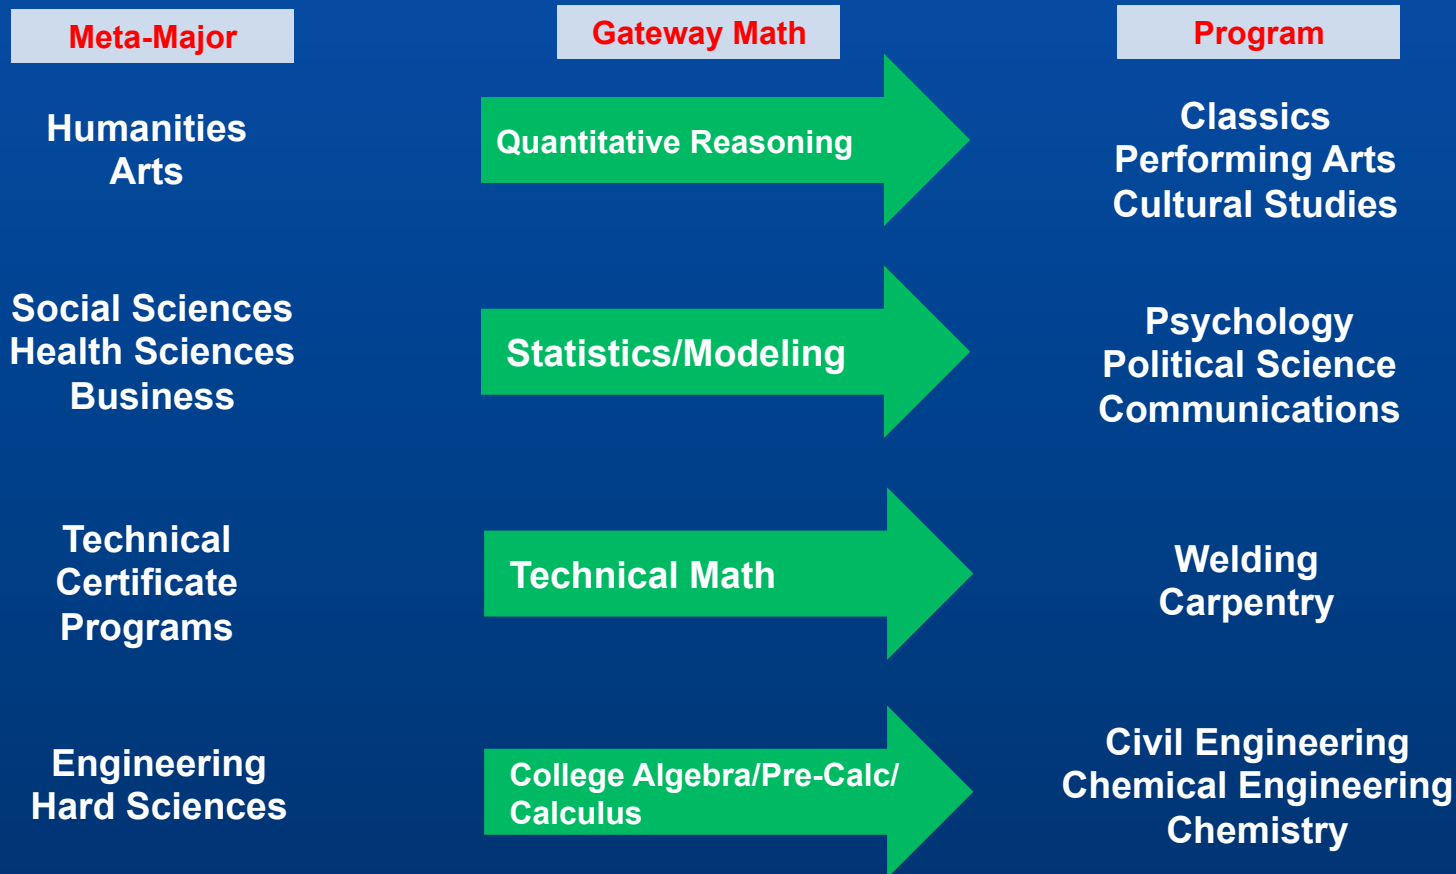 Meta-Major
Gateway Math
Program
Humanities
Arts
Quantitative Reasoning
Classics
Performing Arts
Cultural Studies
Social Sciences
Health Sciences
Business
Statistics/Modeling
Psychology
Political Science
Communications
Technical
Certificate
Programs
Technical Math
Welding
Carpentry
Engineering
Hard Sciences
College Algebra/Pre-Calc/
Calculus
Civil Engineering
Chemical Engineering
Chemistry